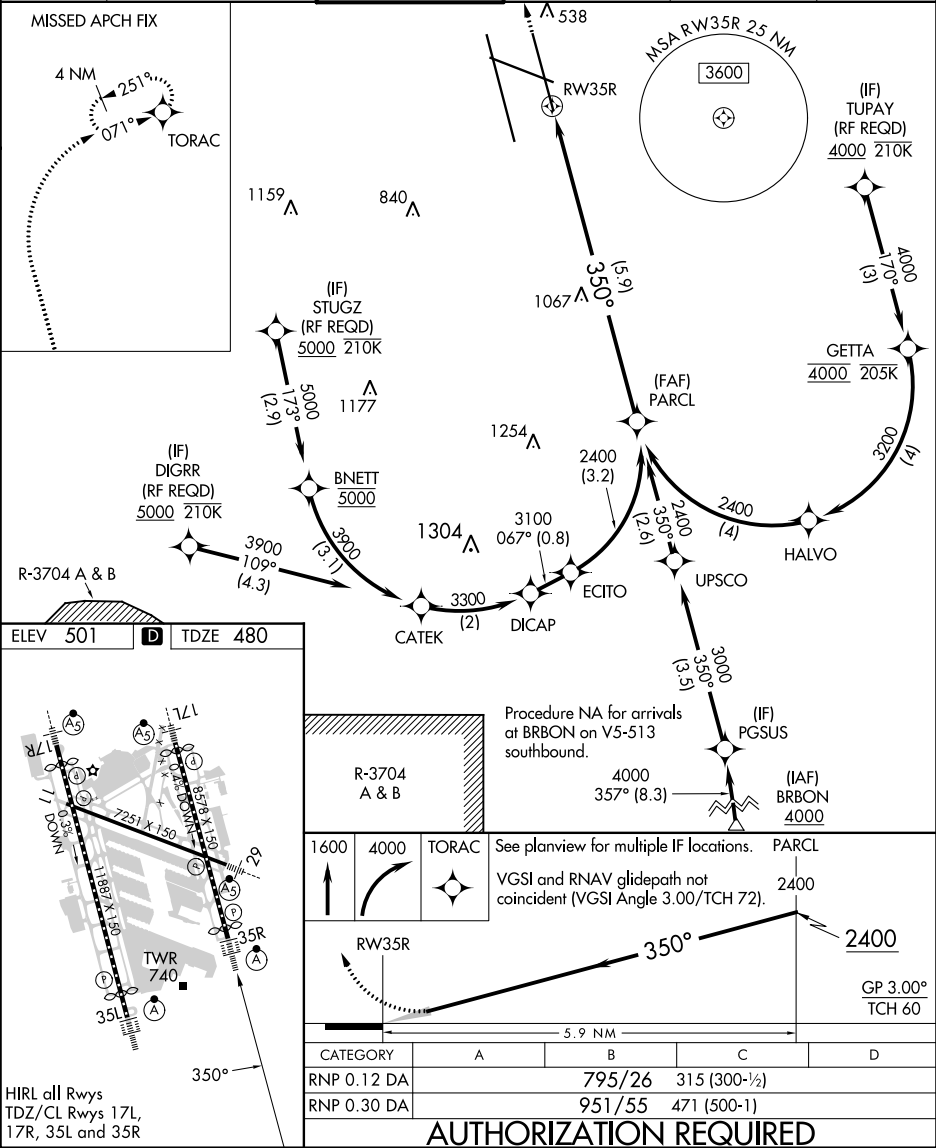 MISSED APCH FIX
4 NM
251°
071°
TORAC
538
RW35R
MSA RW35R 25 NM
3600
(IF)
TUPAY
(RF REQD)
4000 210K
4000
170°
(3)
GETTA
4000 205K
3200
(4)
HALVO
2400
(4)
1159
840
350°
(5.9)
1067
(IF)
STUGZ
(RF REQD)
5000 210K
5000
173°
(2.9)
1177
(FAF)
PARCL
1254
(IF)
DIGRR
(RF REQD)
5000 210K
BNETT
5000
2400
(3.2)
3900
109°
(4.3)
3900
(3.1)
1304
3100
067° (0.8)
2400
350°
(2.6)
UPSCO
ECITO
DICAP
3300
(2)
CATEK
R-3704 A & B
3000
350°
(3.5)
Procedure NA for arrivals
at BRBON on V5-513
southbound.
(IF)
PGSUS
4000
357° (8.3)
(IAF)
BRBON
4000
R-3704
A & B
ELEV 501
D
TDZE 480
A5
A5
17L
17R
P
P
P
0.4% DOWN
8578 X 150
77
0.3%
DOWN
7251 X 150
11887 X 150
29
P
A5
P
35R
A
TWR
740
P
35L
A
350°
HIRL all Rwys
TDZ/CL Rwys 17L,
17R, 35L and 35R
1600
4000
TORAC
See planview for multiple IF locations.
VGSI and RNAV glidepath not
coincident (VGSI Angle 3.00/TCH 72).
PARCL
2400
RW35R
350°
2400
GP 3.00°
TCH 60
5.9 NM
CATEGORY A B C D
RNP 0.12 DA 795/26 315 (300-½)
RNP 0.30 DA 951/55 471 (500-1)
AUTHORIZATION REQUIRED